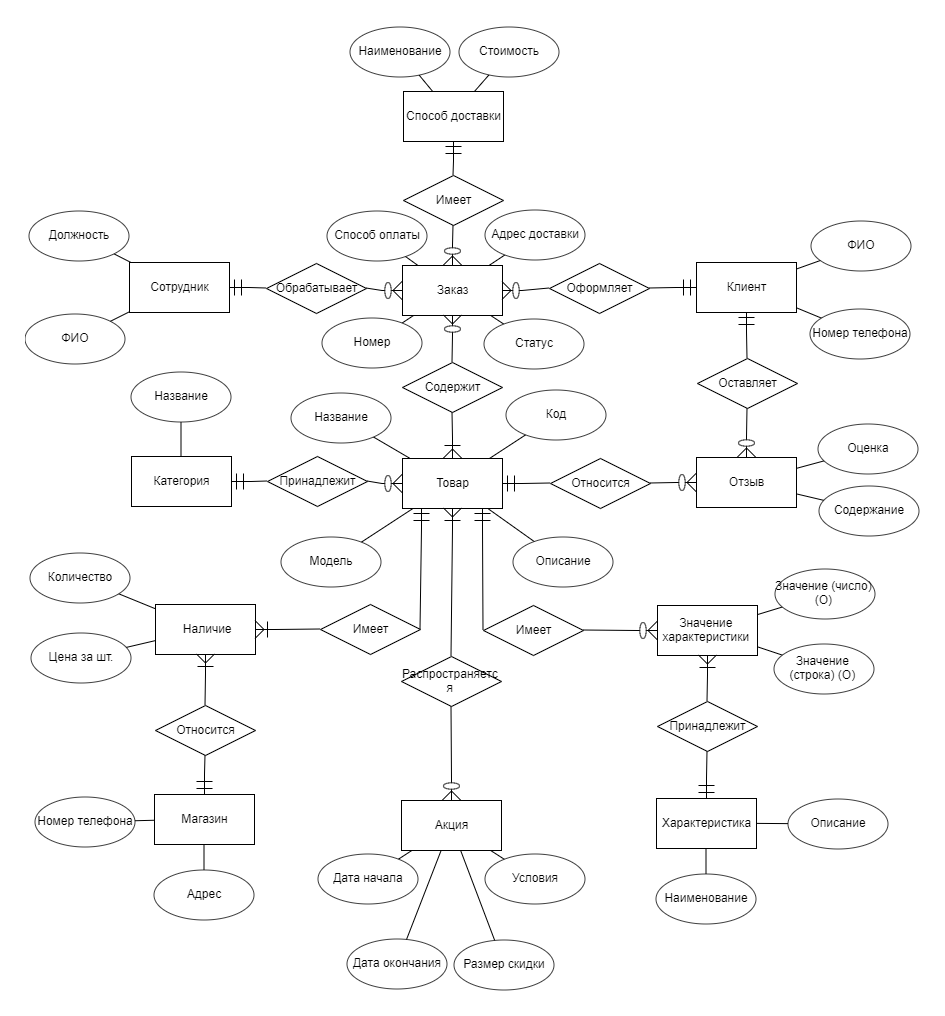 Наименование
Стоимость
Способ доставки
Имеет
Способ оплаты
Адрес доставки
Должность
ФИО
Сотрудник
Обрабатывает
Заказ
Оформляет
Клиент
ФИО
Номер
Статус
Номер телефона
Содержит
Оставляет
Название
Название
Код
Оценка
Категория
Принадлежит
Товар
Относится
Отзыв
Содержание
Модель
Описание
Количество
Значение (число)
(О)
Наличие
Имеет
Имеет
Значение
характеристики
Цена за шт.
Значение
(строка) (О)
Распространяетс
я
Относится
Принадлежит
Номер телефона
Магазин
Акция
Характеристика
Описание
Дата начала
Условия
Адрес
Наименование
Дата окончания
Размер скидки